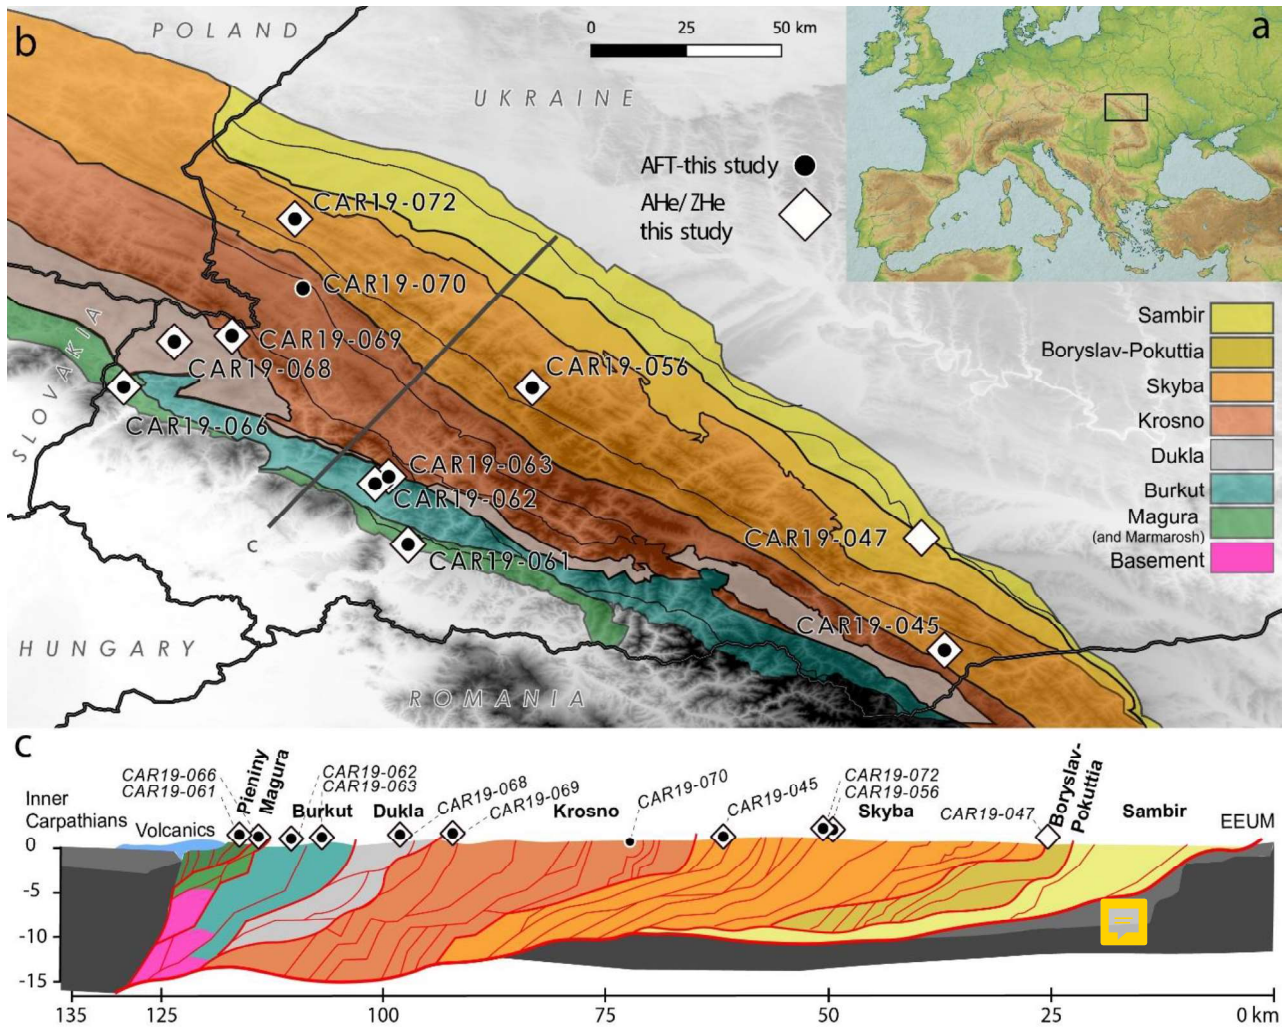 b
POLAND
0 25 50 km
UKRAINE
AFT-this study
AHe/ZHe
this study
a
CAR19-072
CAR19-070
CAR19-069
CAR19-068
CAR19-066
CAR19-056
CAR19-063
CAR19-062
CAR19-061
CAR19-047
CAR19-045
SLOVAKIA
HUNGARY
ROMANIA
c
Sambir
Boryslav-Pokuttia
Skyba
Krosno
Dukla
Burkut
Magura
(and Marmarosh)
Basement
c
Inner
Carpathians
Volcanics
CAR19-066
CAR19-061
Pieniny
Magura
CAR19-062
CAR19-063
Burkut
Dukla
CAR19-068
CAR19-069
Krosno
CAR19-070
CAR19-045
CAR19-072
CAR19-056
Skyba
CAR19-047
Boryslav-
Pokuttia
Sambir
EEUM
0
-5
-10
-15
135 125 100 75 50 25 0 km